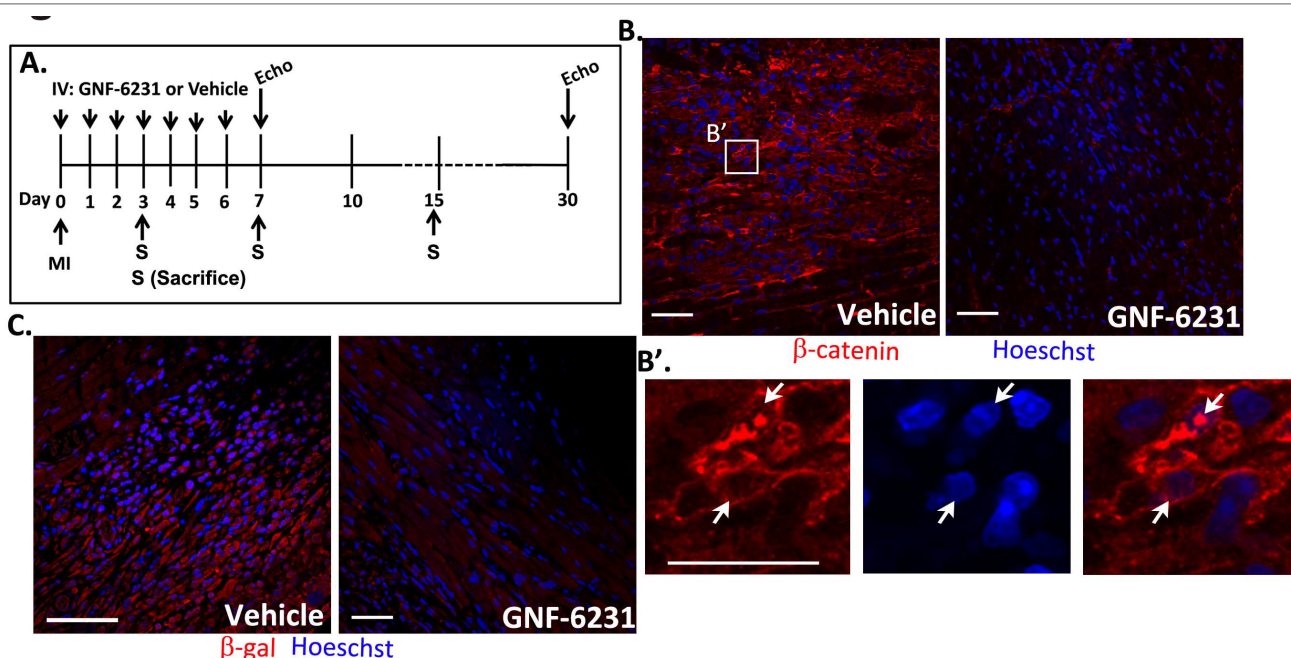 A.
IV: GNF-6231 or Vehicle
Echo
Echo
Day 0 1 2 3 4 5 6 7 10 15 30
MI
S
S
S
S (Sacrifice)
B.
B'
Vehicle
GNF-6231
β-catenin
Hoeschst
C.
Vehicle
GNF-6231
β-gal Hoeschst
B'.